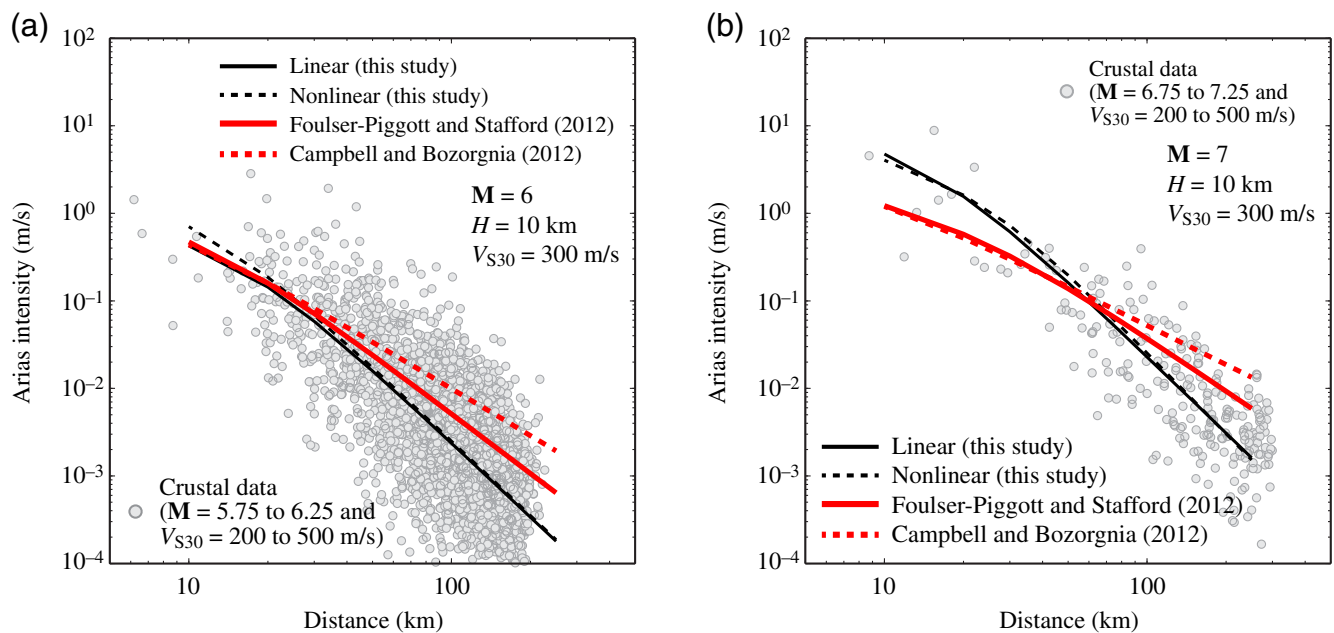 (a)
10²
10¹
10⁰
10⁻¹
10⁻²
10⁻³
10⁻⁴
Arias intensity (m/s)
Linear (this study)
Nonlinear (this study)
Foulser-Piggott and Stafford (2012)
Campbell and Bozorgnia (2012)
M = 6
H = 10 km
V_S30 = 300 m/s
Crustal data
(M = 5.75 to 6.25 and
V_S30 = 200 to 500 m/s)
10
100
Distance (km)
(b)
10²
10¹
10⁰
10⁻¹
10⁻²
10⁻³
10⁻⁴
Arias intensity (m/s)
Crustal data
(M = 6.75 to 7.25 and
V_S30 = 200 to 500 m/s)
M = 7
H = 10 km
V_S30 = 300 m/s
Linear (this study)
Nonlinear (this study)
Foulser-Piggott and Stafford (2012)
Campbell and Bozorgnia (2012)
10
100
Distance (km)